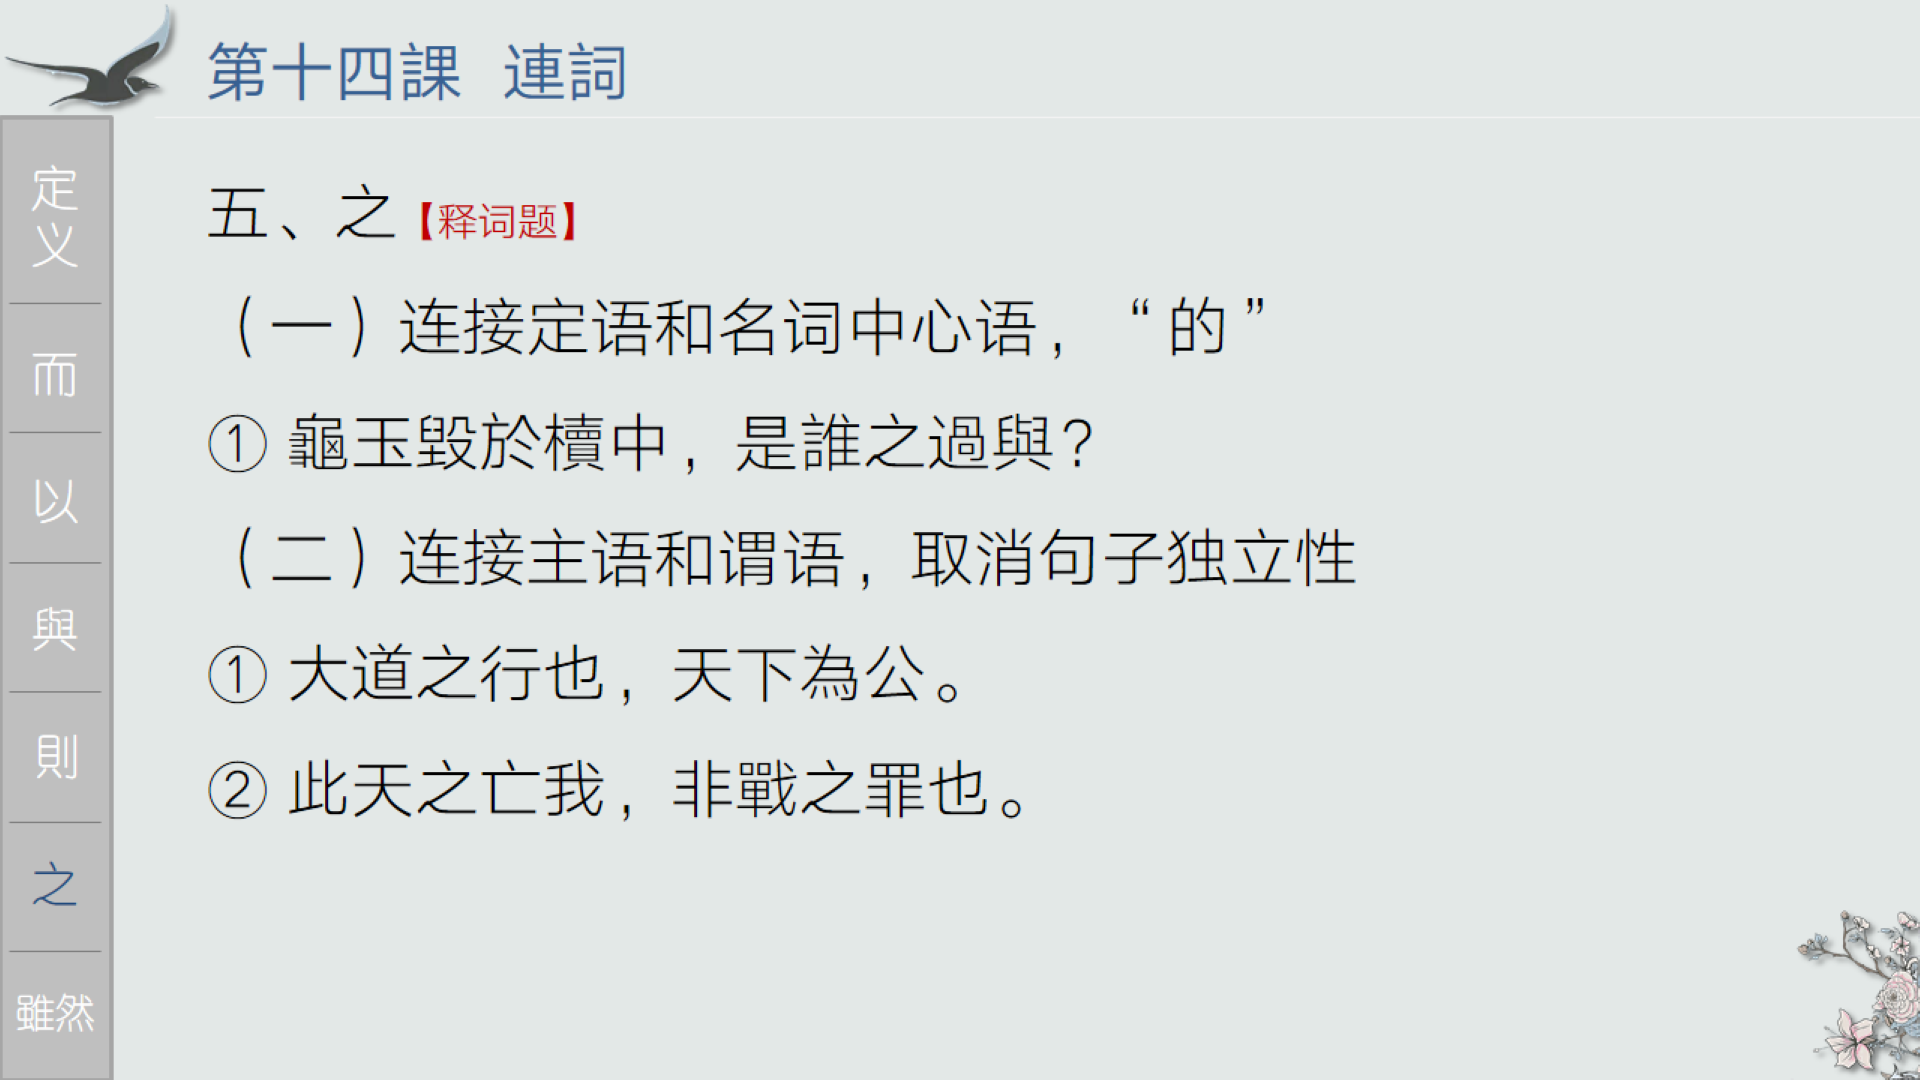 第十四課 連詞
定
义
而
以
與
則
之
雖然
五、之【释词题】
（一）连接定语和名词中心语，“的”
① 龜玉毀於櫝中，是誰之過與？
（二）连接主语和谓语，取消句子独立性
① 大道之行也，天下為公。
② 此天之亡我，非戰之罪也。